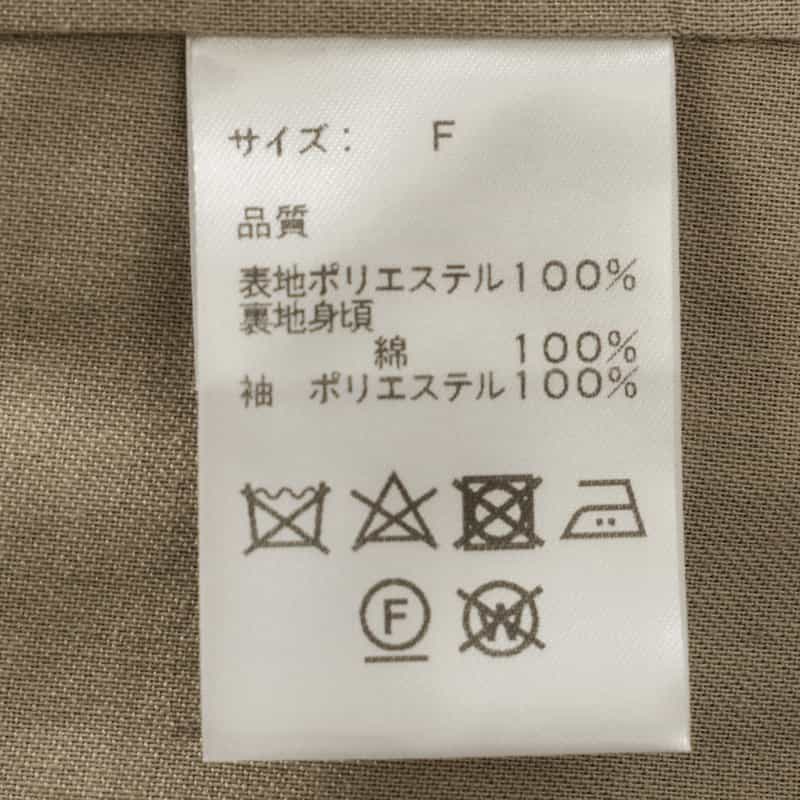 サイズ： F
品質
表地ポリエステル１００％
裏地身頃
綿 １００％
袖 ポリエステル１００％
F W